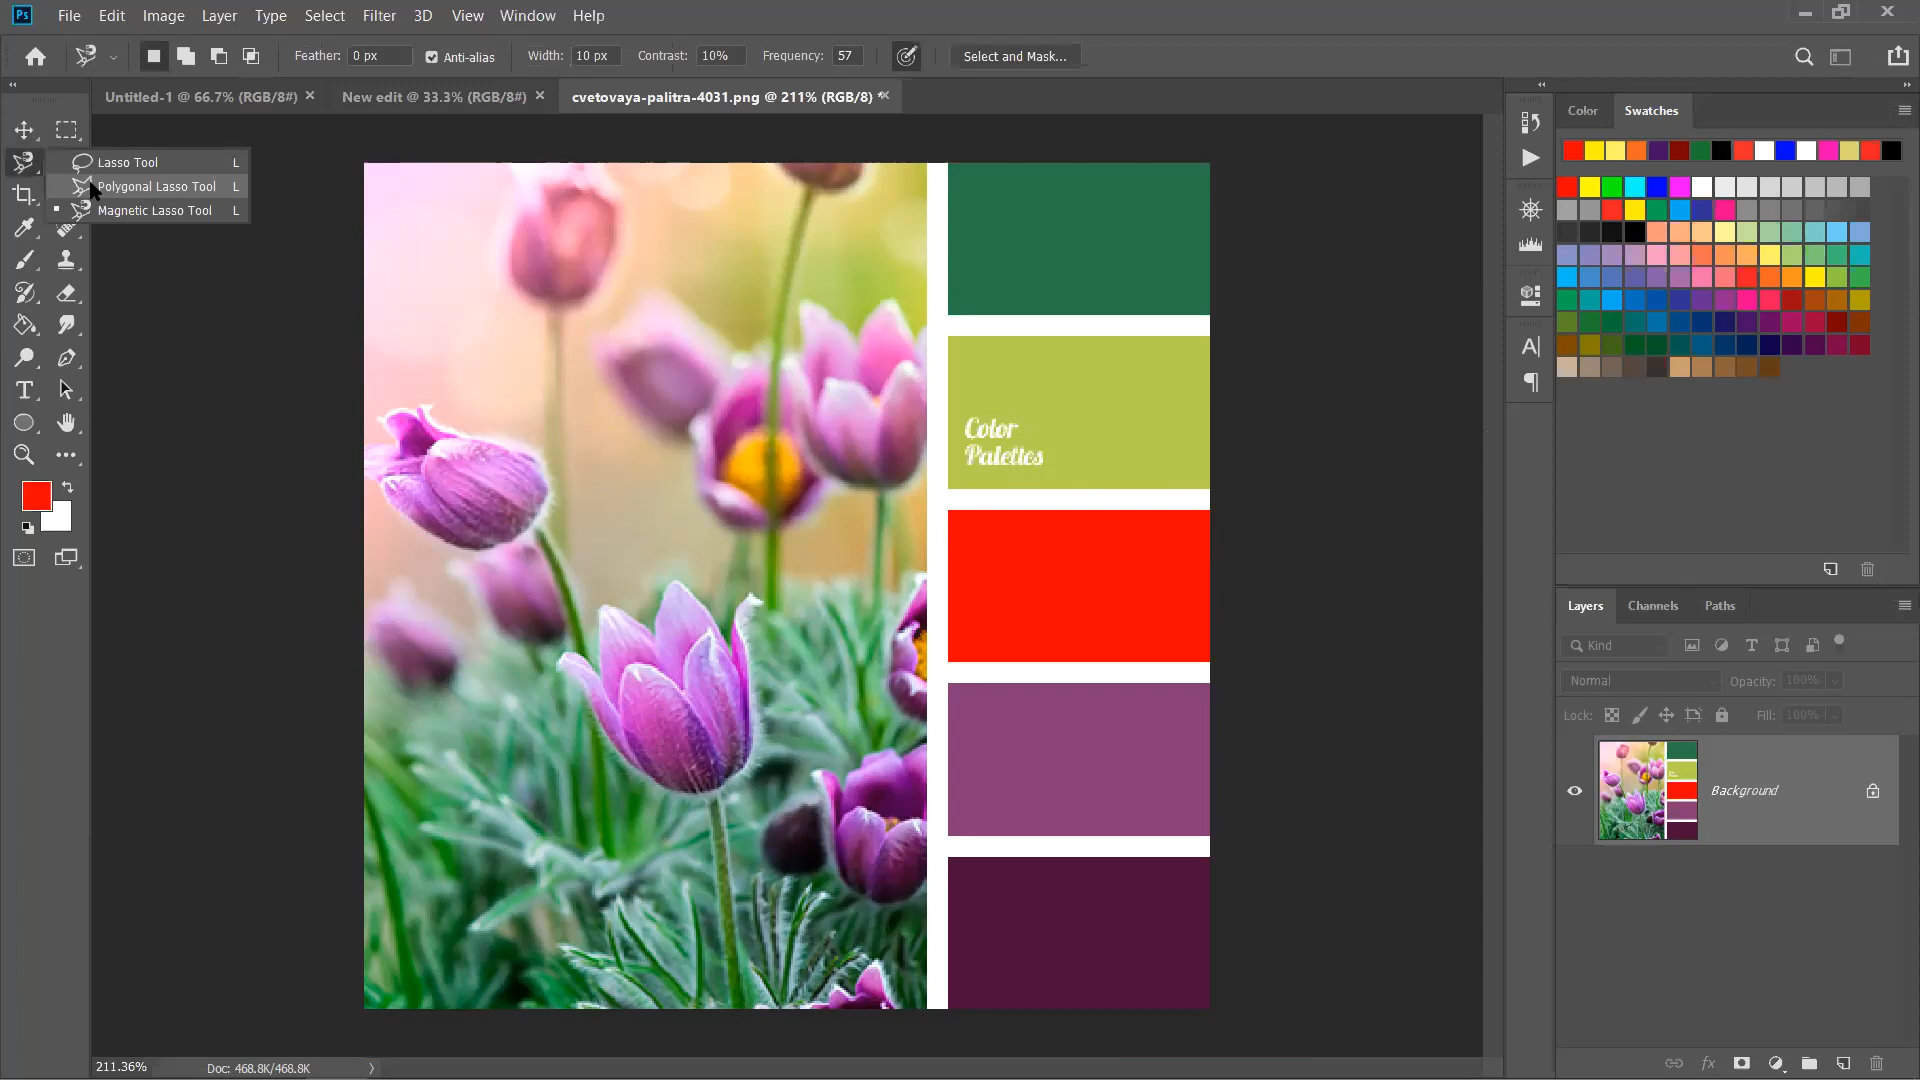 Ps File Edit Image Layer Type Select Filter 3D View Window Help
Feather: 0 px Anti-alias Width: 10 px Contrast: 10% Frequency: 57 Select and Mask...
Untitled-1 @ 66.7% (RGB/8#) New edit @ 33.3% (RGB/8#) cvetovaya-palitra-4031.png @ 211% (RGB/8) *
Color Swatches
Lasso Tool L
Polygonal Lasso Tool L
Magnetic Lasso Tool L
Color
Palettes
Layers Channels Paths
Kind
Normal Opacity: 100%
Lock: Fill: 100%
Background
211.36% Doc: 468.8K/468.8K
fx